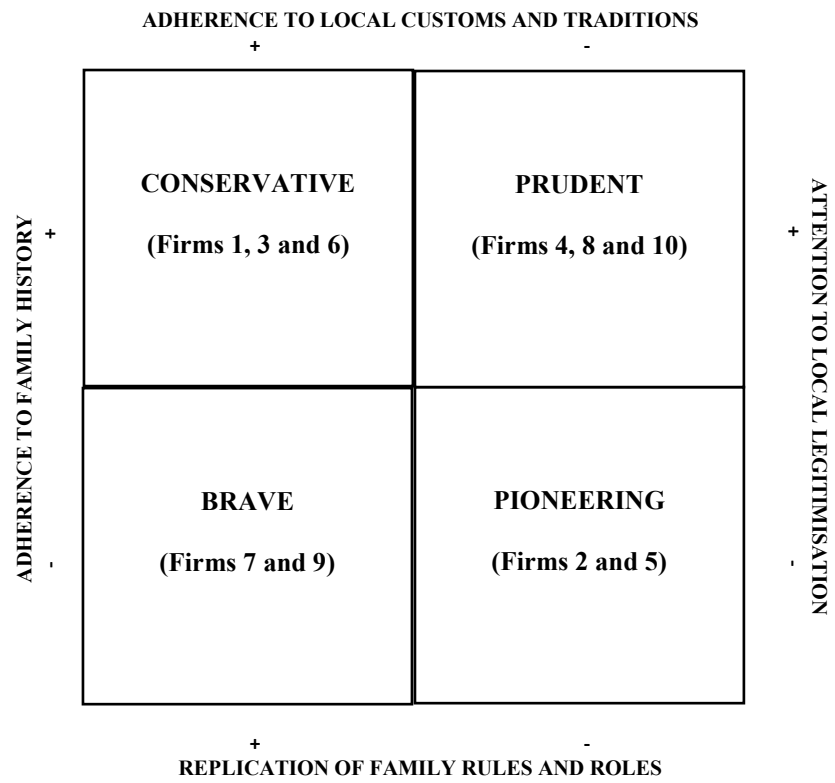 ADHERENCE TO LOCAL CUSTOMS AND TRADITIONS
+ -
CONSERVATIVE
(Firms 1, 3 and 6)
PRUDENT
(Firms 4, 8 and 10)
ADHERENCE TO FAMILY HISTORY
+
-
ATTENTION TO LOCAL LEGITIMISATION
+
-
BRAVE
(Firms 7 and 9)
PIONEERING
(Firms 2 and 5)
+ -
REPLICATION OF FAMILY RULES AND ROLES